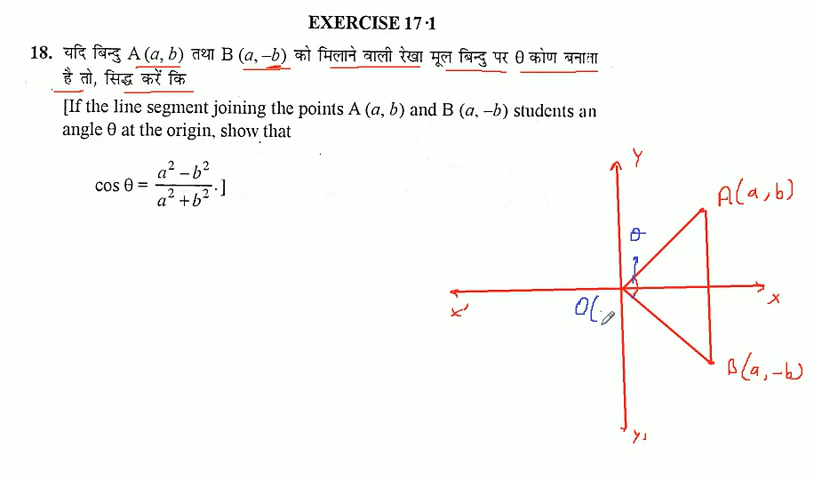 EXERCISE 17·1
18. यदि बिन्दु A (a, b) तथा B (a, –b) को मिलाने वाली रेखा मूल बिन्दु पर θ कोण बनाता
है तो, सिद्ध करें कि
[If the line segment joining the points A (a, b) and B (a, –b) students an
angle θ at the origin, show that
cos θ = (a² – b²)/(a² + b²).]
Y
A(a, b)
θ
X'
O(
X
B(a, -b)
Y'